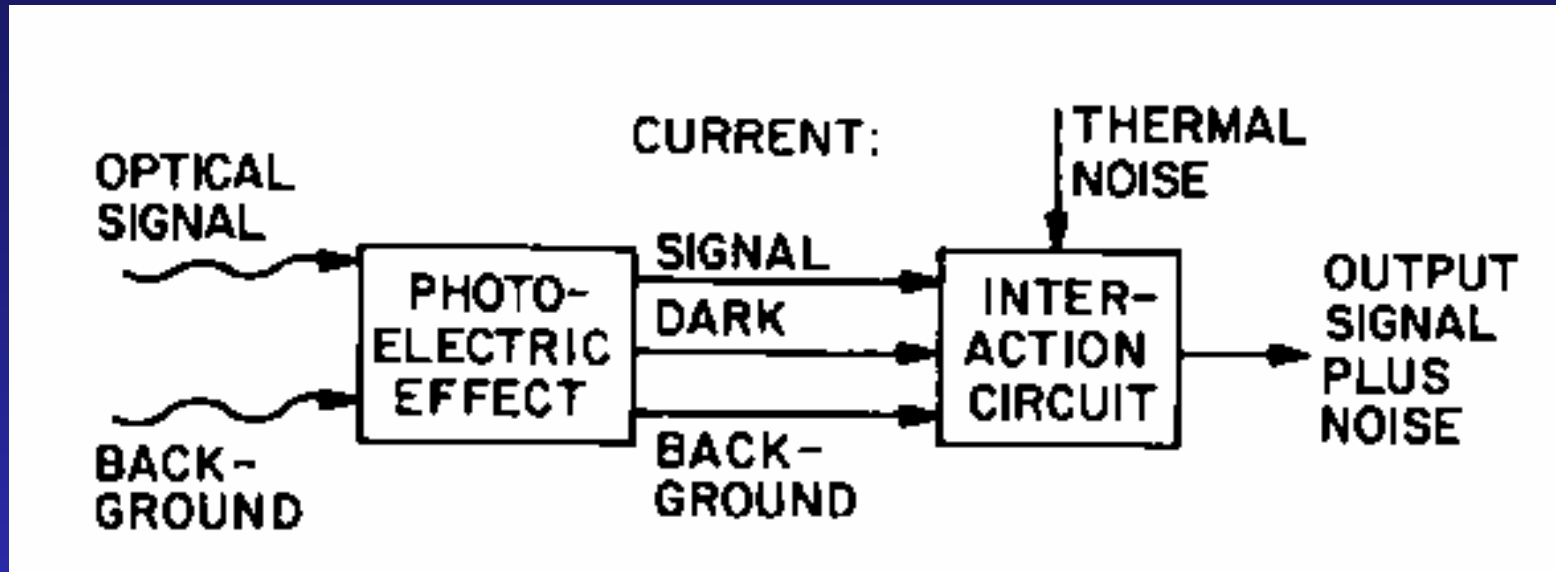 CURRENT:
THERMAL
NOISE
OPTICAL
SIGNAL
PHOTO-
ELECTRIC
EFFECT
SIGNAL
DARK
BACK-
GROUND
INTER-
ACTION
CIRCUIT
OUTPUT
SIGNAL
PLUS
NOISE
BACK-
GROUND